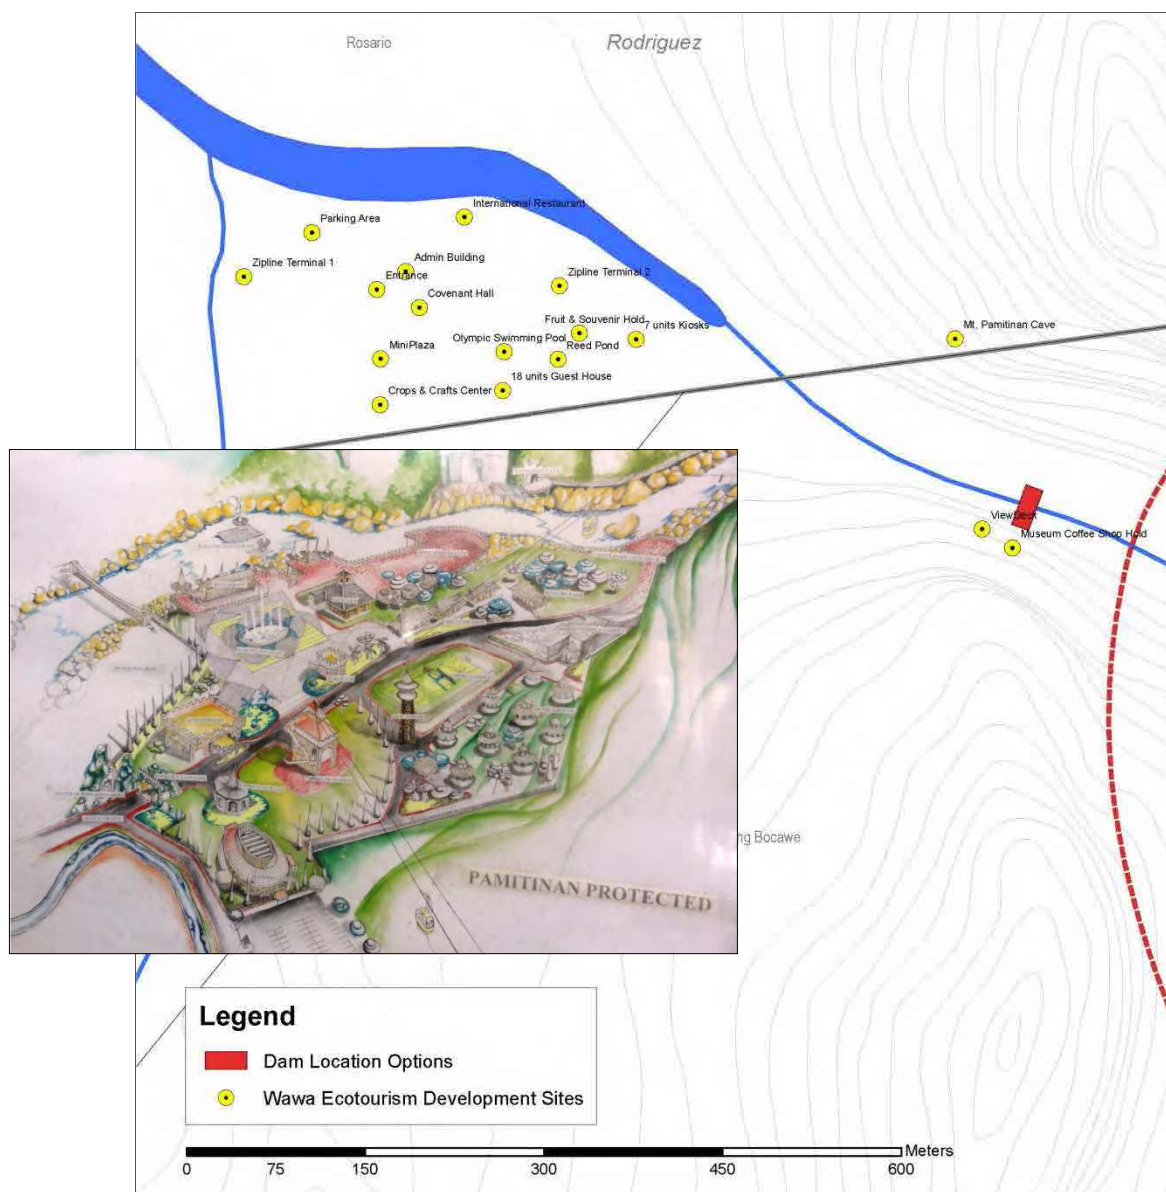 Rosario
Rodriguez
International Restaurant
Parking Area
Admin Building
Zipline Terminal 1
Entrance
Zipline Terminal 2
Covenant Hall
Fruit & Souvenir Hold
7 units Kiosks
Mt. Pamitinan Cave
Olympic Swimming Pool
MiniPlaza
Reed Pond
18 units Guest House
Crops & Crafts Center
ViewDeck
Museum Coffee Shop Hold
ng Bocawe
PAMITINAN PROTECTED
Legend
Dam Location Options
Wawa Ecotourism Development Sites
Meters
0 75 150 300 450 600